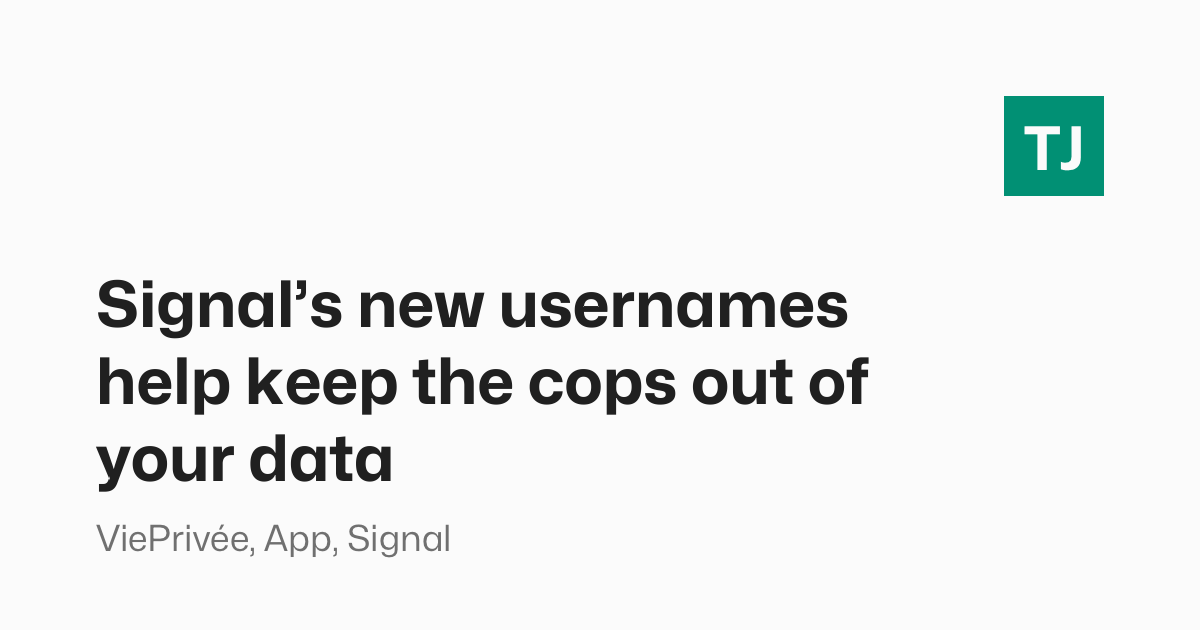 TJ
Signal’s new usernames
help keep the cops out of
your data
ViePrivée, App, Signal